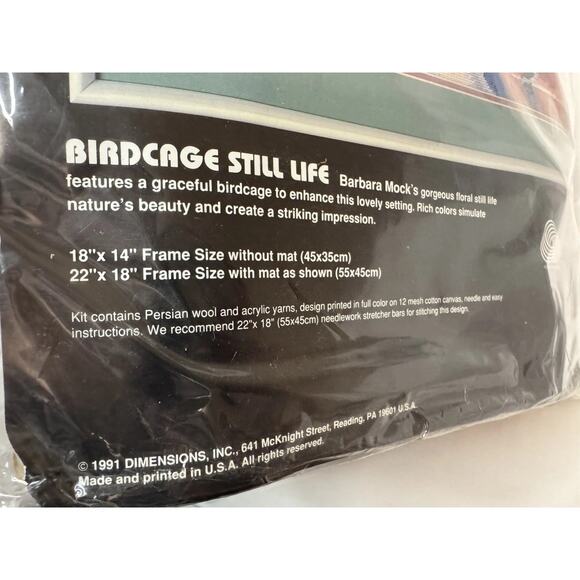 BIRDCAGE STILL LIFE Barbara Mock's gorgeous floral still life
features a graceful birdcage to enhance this lovely setting. Rich colors simulate
nature's beauty and create a striking impression.
18"x 14" Frame Size without mat (45x35cm)
22"x 18" Frame Size with mat as shown (55x45cm)
Kit contains Persian wool and acrylic yarns, design printed in full color on 12 mesh cotton canvas, needle and easy
instructions. We recommend 22"x 18" (55x45cm) needlework stretcher bars for stitching this design.
© 1991 DIMENSIONS, INC., 641 McKnight Street, Reading, PA 19601 U.S.A.
Made and printed in U.S.A. All rights reserved.